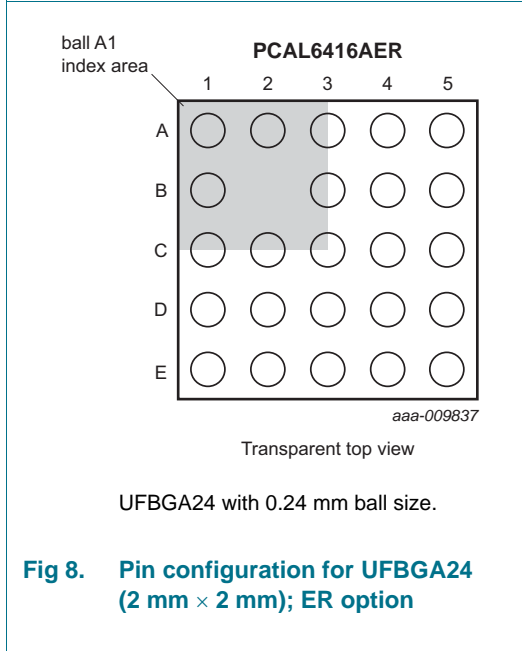 ball A1
index area
PCAL6416AER
1 2 3 4 5
A
B
C
D
E
aaa-009837
Transparent top view
UFBGA24 with 0.24 mm ball size.
Fig 8. Pin configuration for UFBGA24
(2 mm × 2 mm); ER option